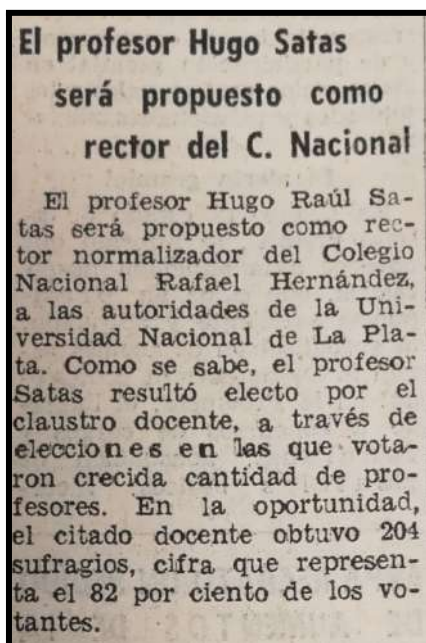 El profesor Hugo Satas
será propuesto como
rector del C. Nacional
El profesor Hugo Raúl Sa-
tas será propuesto como rec-
tor normalizador del Colegio
Nacional Rafael Hernández,
a las autoridades de la Uni-
versidad Nacional de La Pla-
ta. Como se sabe, el profesor
Satas resultó electo por el
claustro docente, a través de
elecciones en las que vota-
ron crecida cantidad de pro-
fesores. En la oportunidad,
el citado docente obtuvo 204
sufragios, cifra que represen-
ta el 82 por ciento de los vo-
tantes.